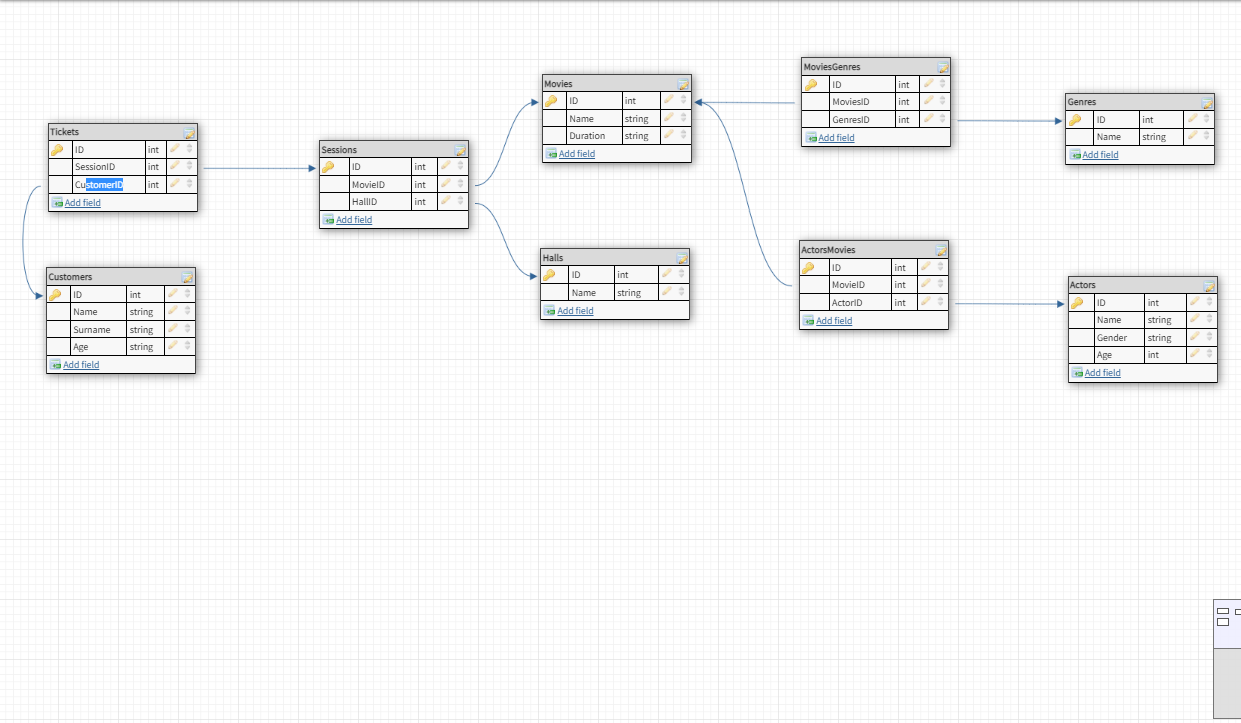 Tickets
ID int
SessionID int
CustomerID int
Add field
Customers
ID int
Name string
Surname string
Age string
Add field
Sessions
ID int
MovieID int
HallID int
Add field
Movies
ID int
Name string
Duration string
Add field
Halls
ID int
Name string
Add field
MoviesGenres
ID int
MoviesID int
GenresID int
Add field
ActorsMovies
ID int
MovieID int
ActorID int
Add field
Genres
ID int
Name string
Add field
Actors
ID int
Name string
Gender string
Age int
Add field